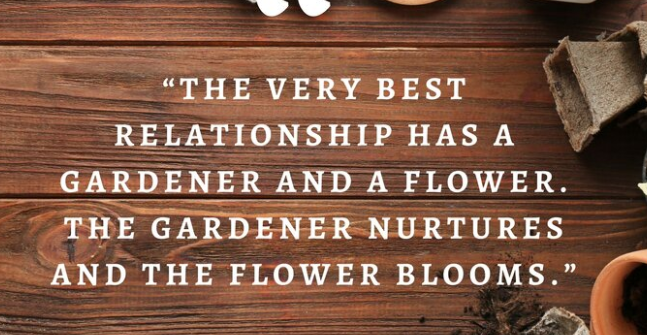 “THE VERY BEST
RELATIONSHIP HAS A
GARDENER AND A FLOWER.
THE GARDENER NURTURES
AND THE FLOWER BLOOMS.”